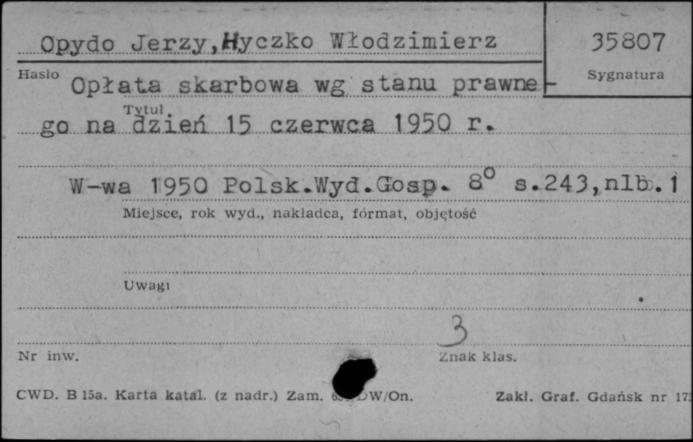 Opydo Jerzy, Hyczko Włodzimierz
35807
Hasło
Sygnatura
Opłata skarbowa wg stanu prawne-
Tytuł
go na dzień 15 czerwca 1950 r.
W-wa 1950 Polsk.Wyd.Gosp. 8° s.243,nlb.1
Miejsce, rok wyd., nakładca, format, objętość
Uwagi
3
Nr inw.
Znak klas.
CWD. B 15a. Karta katal. (z nadr.) Zam. DW/On.
Zakł. Graf. Gdańsk nr